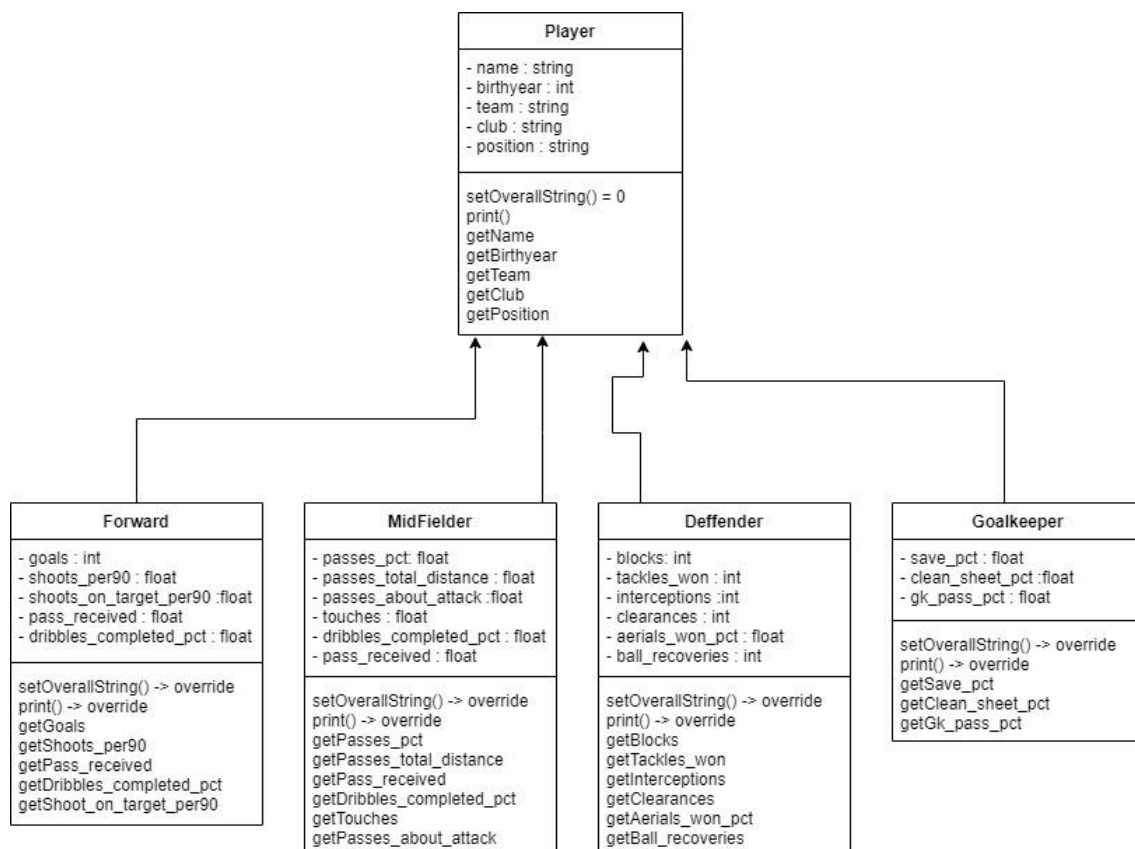 Player
- name : string
- birthyear : int
- team : string
- club : string
- position : string
setOverallString() = 0
print()
getName
getBirthyear
getTeam
getClub
getPosition
Forward
- goals : int
- shoots_per90 : float
- shoots_on_target_per90 :float
- pass_received : float
- dribbles_completed_pct : float
setOverallString() -> override
print() -> override
getGoals
getShoots_per90
getPass_received
getDribbles_completed_pct
getShoot_on_target_per90
MidFielder
- passes_pct: float
- passes_total_distance : float
- passes_about_attack :float
- touches : float
- dribbles_completed_pct : float
- pass_received : float
setOverallString() -> override
print() -> override
getPasses_pct
getPasses_total_distance
getPass_received
getDribbles_completed_pct
getTouches
getPasses_about_attack
Deffender
- blocks: int
- tackles_won : int
- interceptions :int
- clearances : int
- aerials_won_pct : float
- ball_recoveries : int
setOverallString() -> override
print() -> override
getBlocks
getTackles_won
getInterceptions
getClearances
getAerials_won_pct
getBall_recoveries
Goalkeeper
- save_pct : float
- clean_sheet_pct :float
- gk_pass_pct : float
setOverallString() -> override
print() -> override
getSave_pct
getClean_sheet_pct
getGk_pass_pct